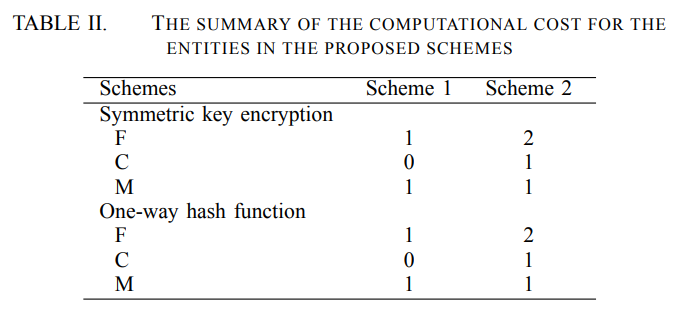 TABLE II. THE SUMMARY OF THE COMPUTATIONAL COST FOR THE
ENTITIES IN THE PROPOSED SCHEMES
Schemes Scheme 1 Scheme 2
Symmetric key encryption
F 1 2
C 0 1
M 1 1
One-way hash function
F 1 2
C 0 1
M 1 1